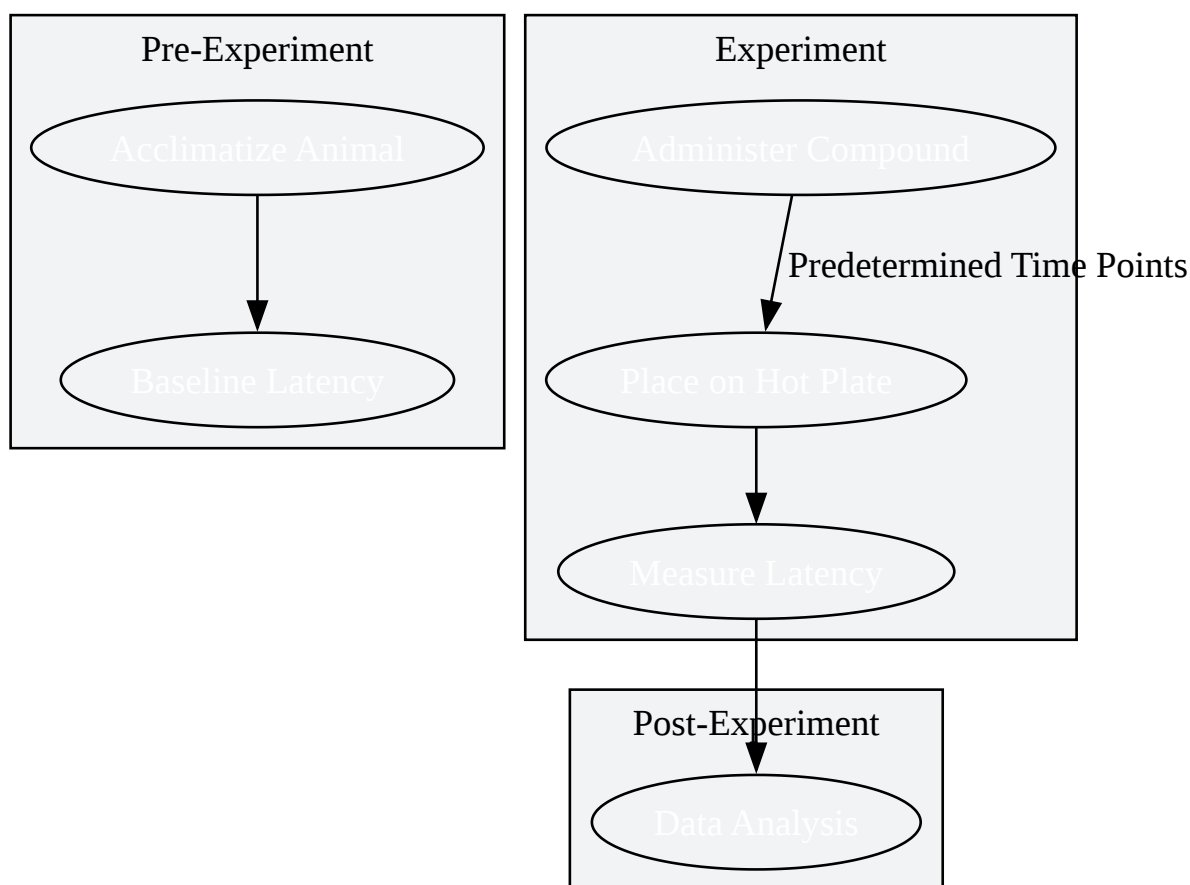 Pre-Experiment
Acclimatize Animal
Baseline Latency
Experiment
Administer Compound
Predetermined Time Points
Place on Hot Plate
Measure Latency
Post-Experiment
Data Analysis